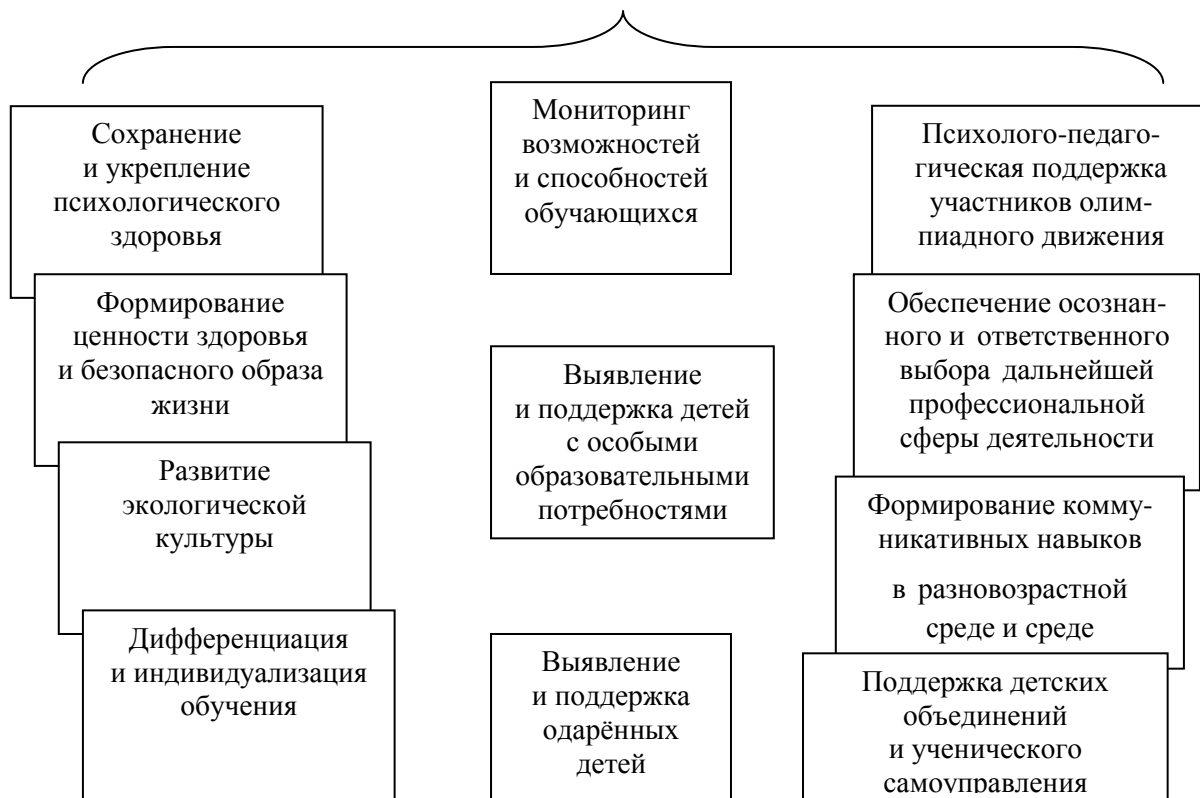 Сохранение
и укрепление
психологического
здоровья
Формирование
ценности здоровья
и безопасного образа
жизни
Развитие
экологической
культуры
Дифференциация
и индивидуализация
обучения
Мониторинг
возможностей
и способностей
обучающихся
Выявление
и поддержка детей
с особыми
образовательными
потребностями
Выявление
и поддержка
одарённых
детей
Психолого-педаго-
гическая поддержка
участников олим-
пиадного движения
Обеспечение осознан-
ного и ответственного
выбора дальнейшей
профессиональной
сферы деятельности
Формирование комму-
никативных навыков
в разновозрастной
среде и среде
Поддержка детских
объединений
и ученического
самоуправления